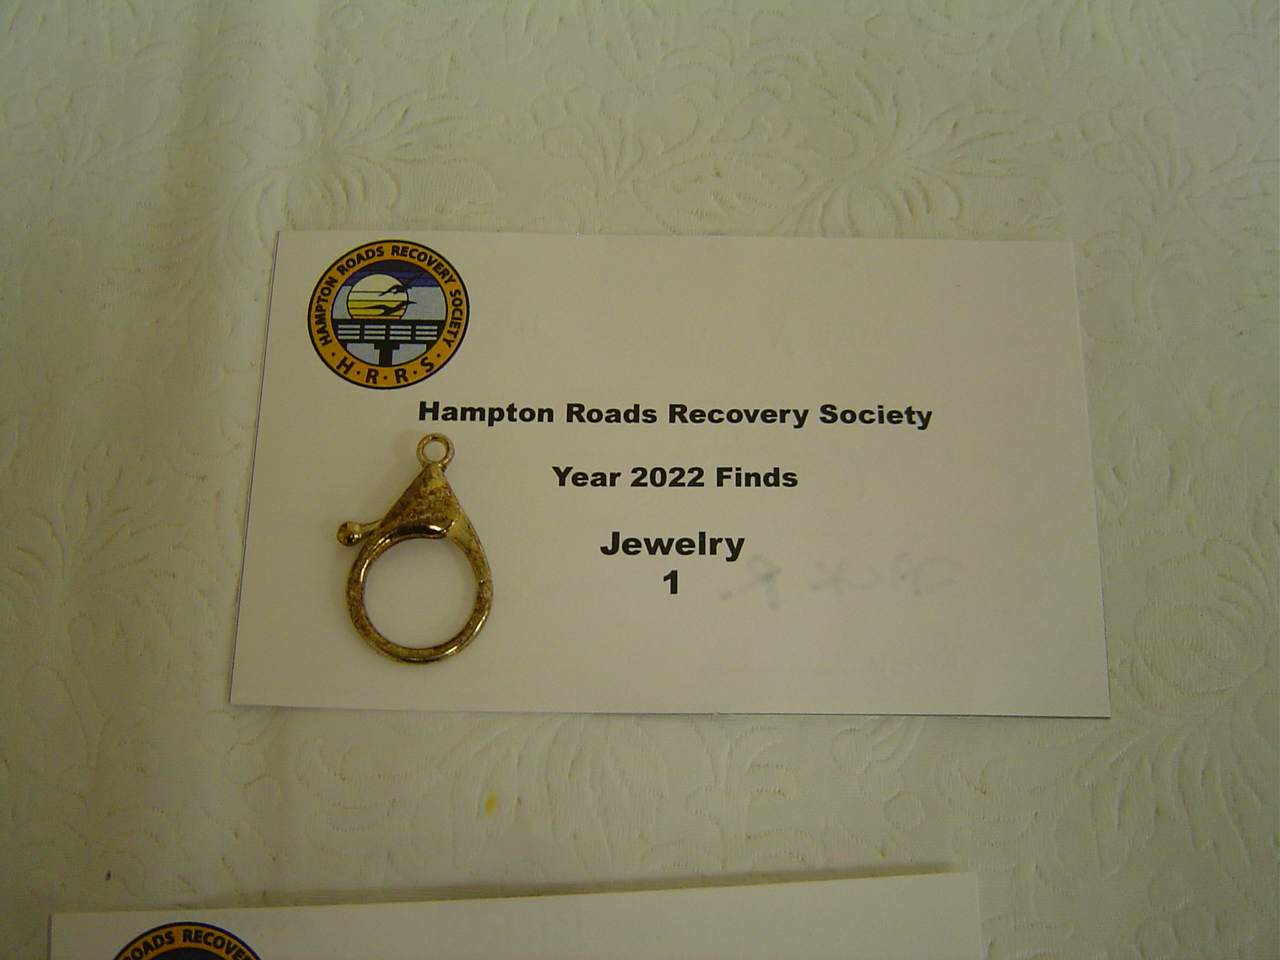 HAMPTON ROADS RECOVERY SOCIETY
H·R·R·S
Hampton Roads Recovery Society
Year 2022 Finds
Jewelry
1
ROADS RECOVE